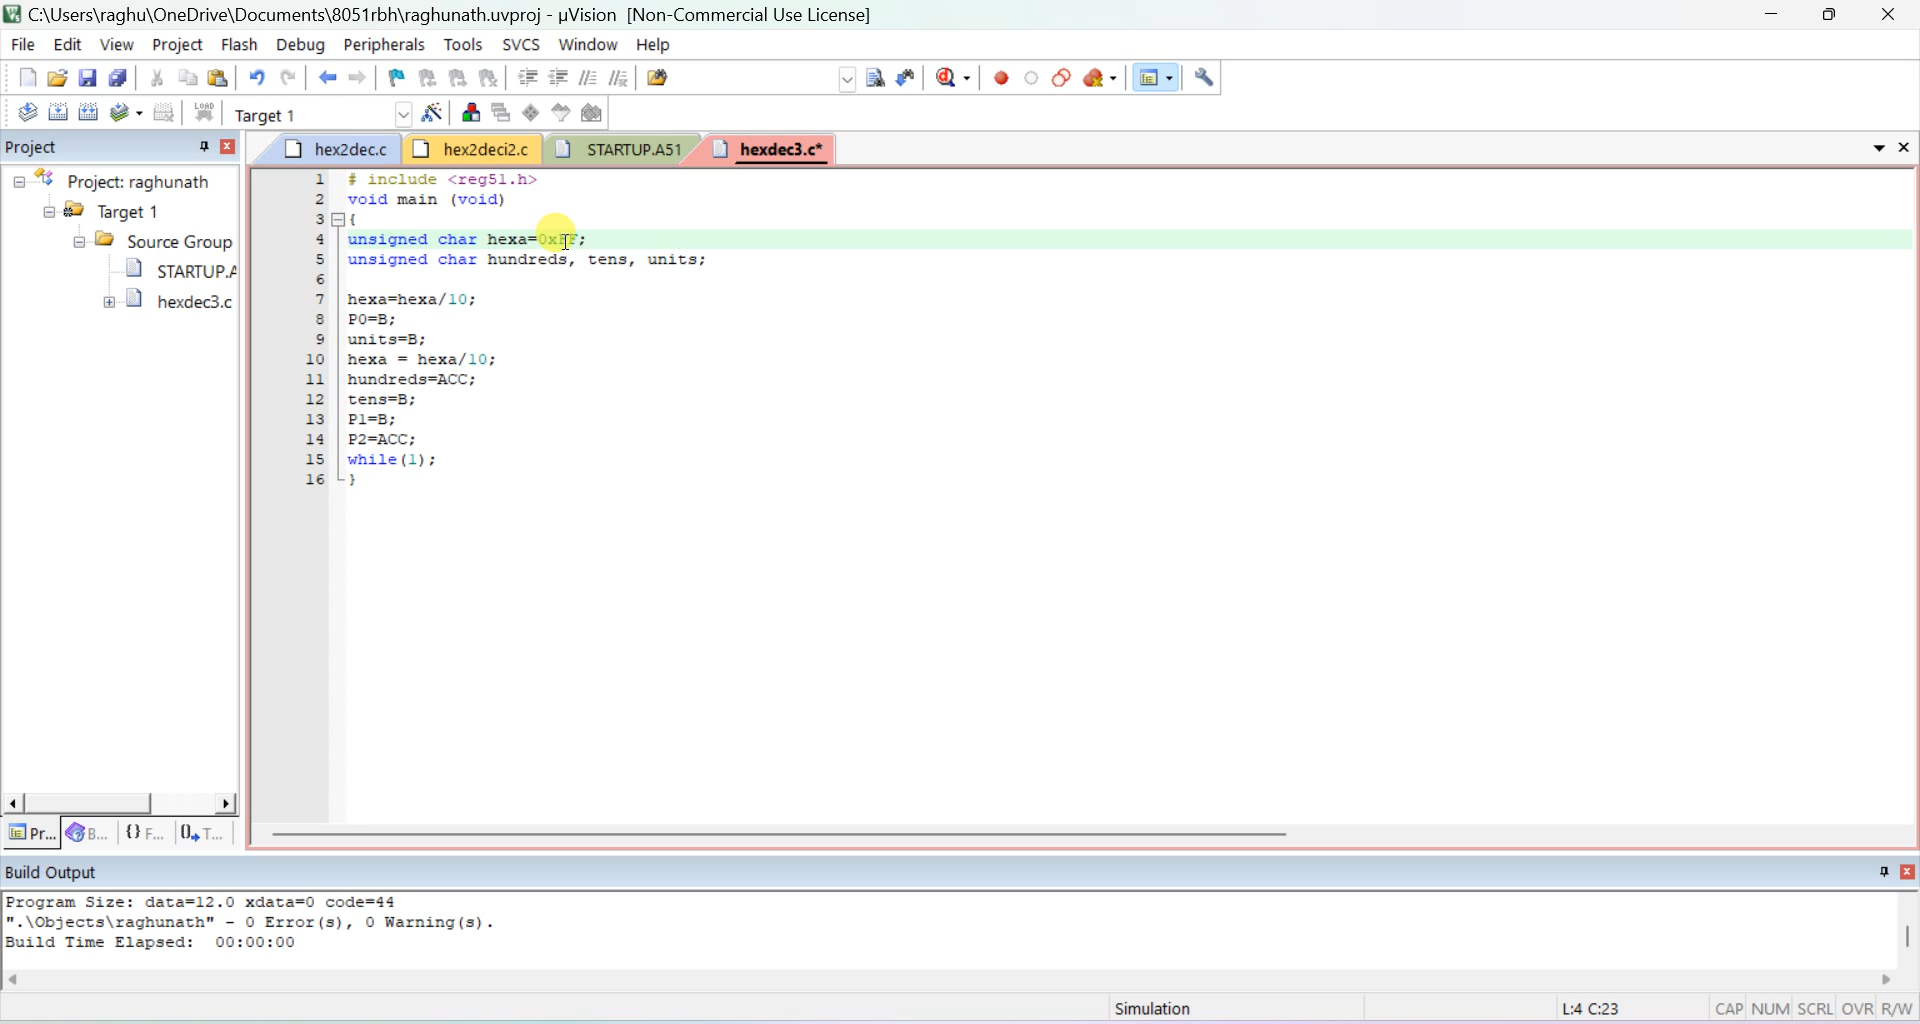 C:\Users\raghu\OneDrive\Documents\8051rbh\raghunath.uvproj - µVision [Non-Commercial Use License]
File Edit View Project Flash Debug Peripherals Tools SVCS Window Help
LOAD Target 1
Project
hex2dec.c hex2deci2.c STARTUP.A51 hexdec3.c*
Project: raghunath
Target 1
Source Group
STARTUP.A
hexdec3.c
1 # include <reg51.h>
2 void main (void)
3 {
4 unsigned char hexa=0xFF;
5 unsigned char hundreds, tens, units;
6
7 hexa=hexa/10;
8 P0=B;
9 units=B;
10 hexa = hexa/10;
11 hundreds=ACC;
12 tens=B;
13 P1=B;
14 P2=ACC;
15 while(1);
16 }
Pr... B... {} F... 0 T...
Build Output
Program Size: data=12.0 xdata=0 code=44
".\Objects\raghunath" - 0 Error(s), 0 Warning(s).
Build Time Elapsed: 00:00:00
Simulation L:4 C:23 CAP NUM SCRL OVR R/W